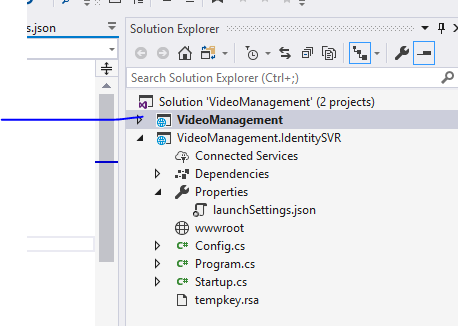 s.json
Solution Explorer
Search Solution Explorer (Ctrl+;)
Solution 'VideoManagement' (2 projects)
VideoManagement
VideoManagement.IdentitySVR
Connected Services
Dependencies
Properties
launchSettings.json
wwwroot
C# Config.cs
C# Program.cs
C# Startup.cs
tempkey.rsa